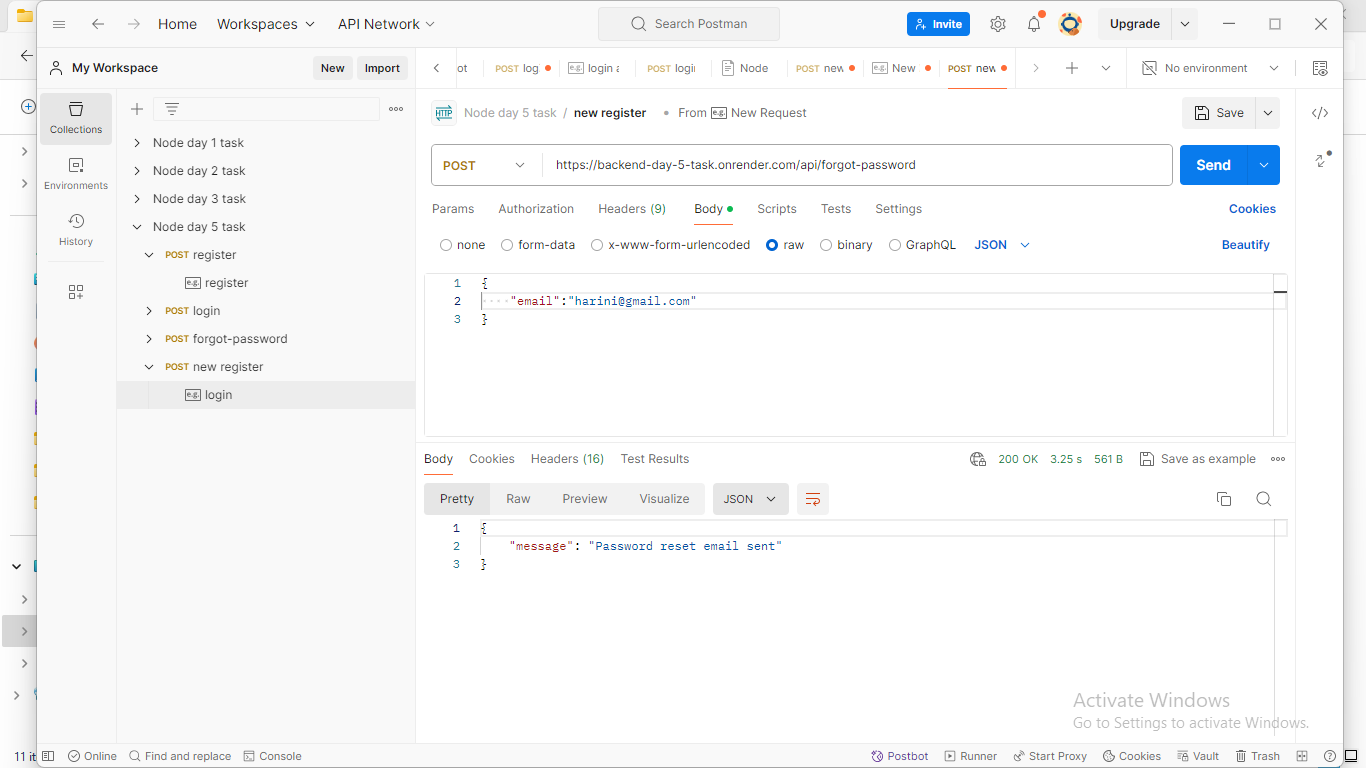 Home Workspaces API Network Search Postman Invite Upgrade
My Workspace New Import ot POST log login a POST logi Node POST new New POST new No environment
Collections
Environments
History
Node day 1 task
Node day 2 task
Node day 3 task
Node day 5 task
POST register
e.g. register
POST login
POST forgot-password
POST new register
e.g. login
HTTP Node day 5 task / new register • From e.g. New Request Save
POST https://backend-day-5-task.onrender.com/api/forgot-password Send
Params Authorization Headers (9) Body Scripts Tests Settings Cookies
none form-data x-www-form-urlencoded raw binary GraphQL JSON Beautify
1 {
2 ····"email":"harini@gmail.com"
3 }
Body Cookies Headers (16) Test Results 200 OK 3.25 s 561 B Save as example
Pretty Raw Preview Visualize JSON
1 {
2 "message": "Password reset email sent"
3 }
Activate Windows
Go to Settings to activate Windows.
11 it Online Find and replace Console Postbot Runner Start Proxy Cookies Vault Trash